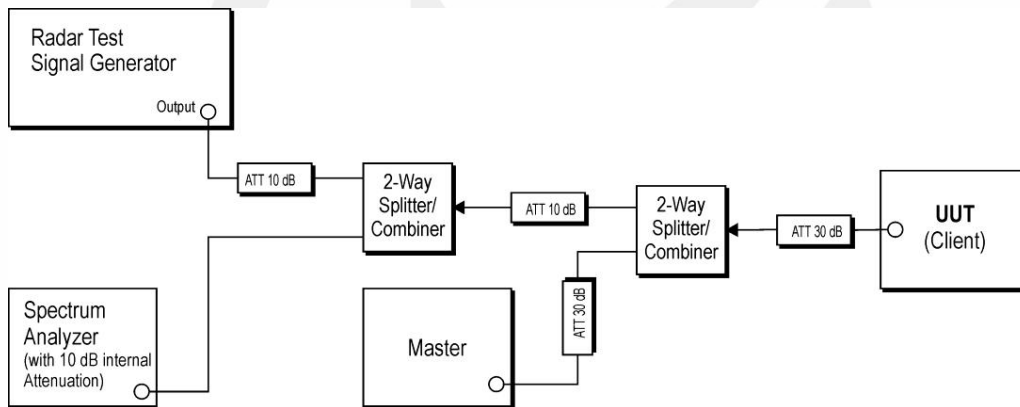 Radar Test
Signal Generator
Output
ATT 10 dB
2-Way
Splitter/
Combiner
ATT 10 dB
2-Way
Splitter/
Combiner
ATT 30 dB
UUT
(Client)
Spectrum
Analyzer
(with 10 dB internal
Attenuation)
Master
ATT 30 dB